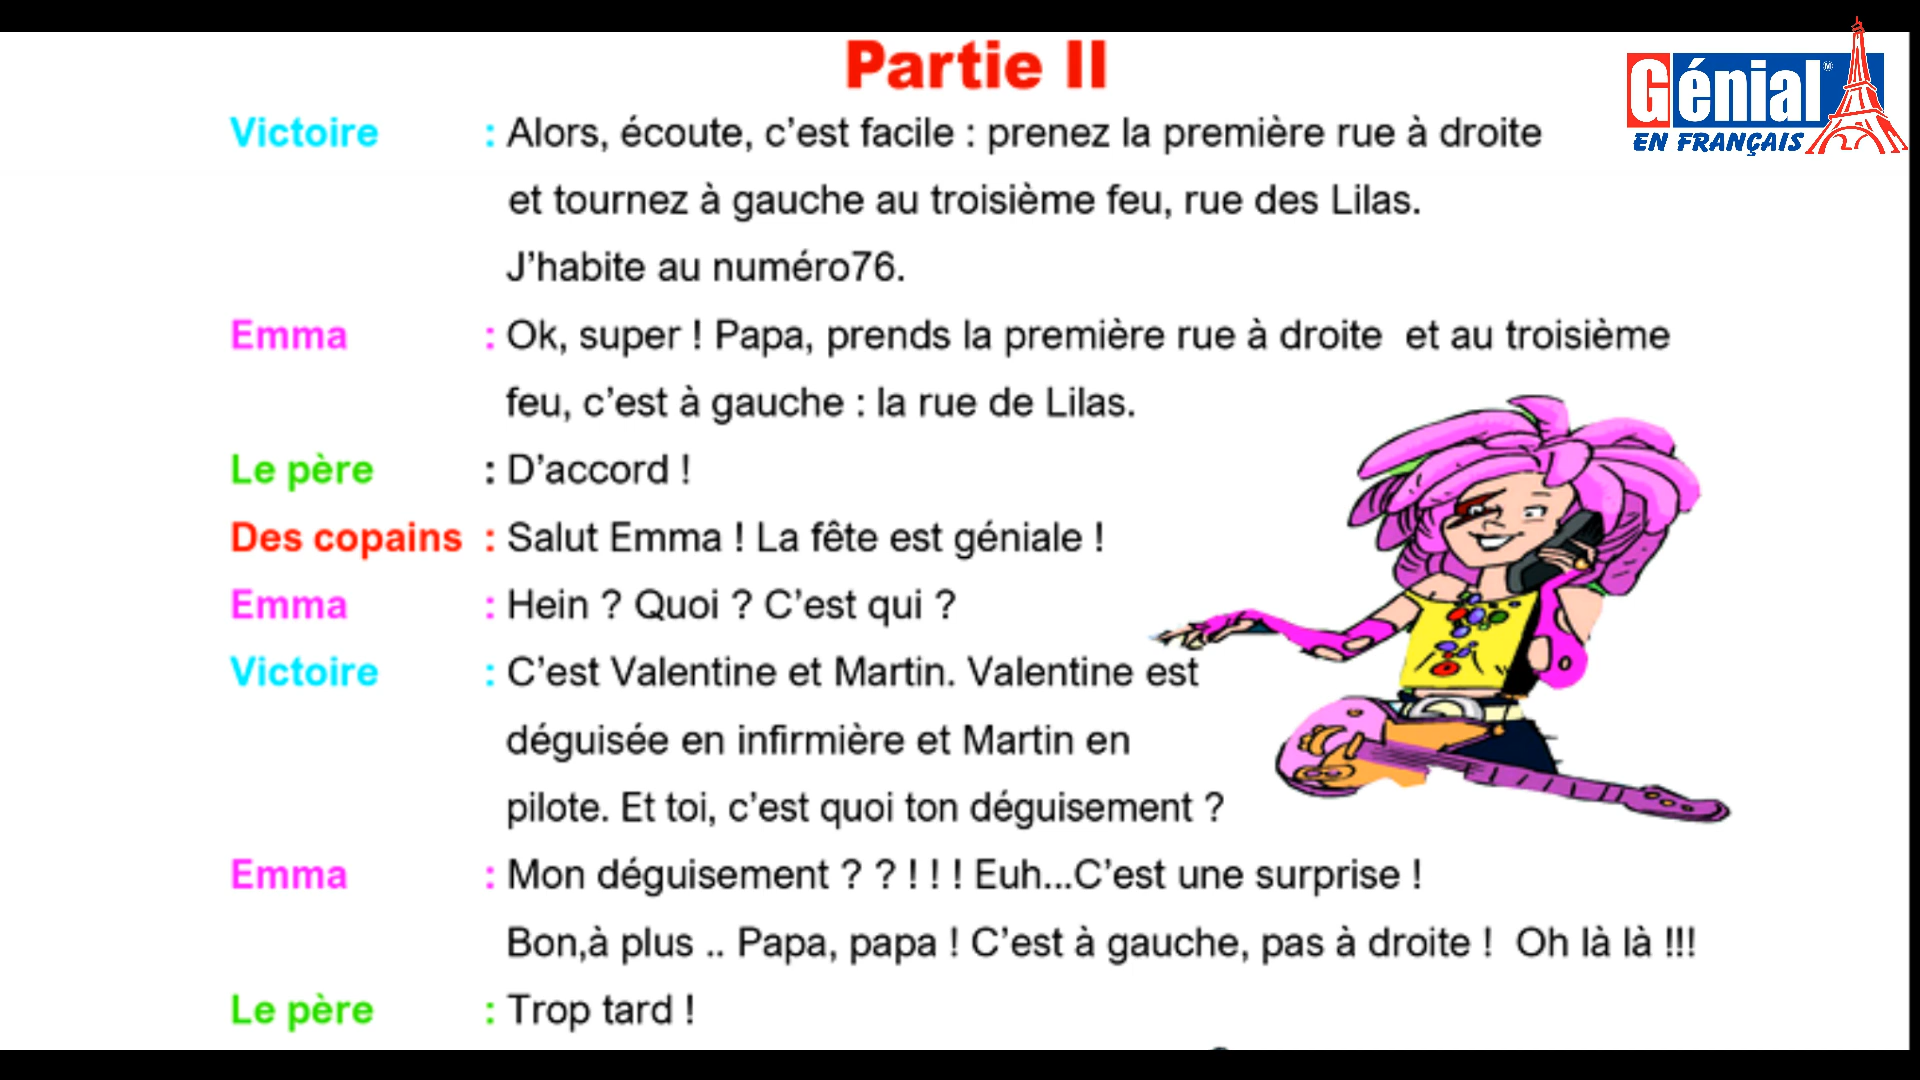 Partie II
Génial
EN FRANÇAIS
Victoire : Alors, écoute, c'est facile : prenez la première rue à droite
et tournez à gauche au troisième feu, rue des Lilas.
J'habite au numéro76.
Emma : Ok, super ! Papa, prends la première rue à droite et au troisième
feu, c'est à gauche : la rue de Lilas.
Le père : D'accord !
Des copains : Salut Emma ! La fête est géniale !
Emma : Hein ? Quoi ? C'est qui ?
Victoire : C'est Valentine et Martin. Valentine est
déguisée en infirmière et Martin en
pilote. Et toi, c'est quoi ton déguisement ?
Emma : Mon déguisement ? ? ! ! ! Euh...C'est une surprise !
Bon,à plus .. Papa, papa ! C'est à gauche, pas à droite ! Oh là là !!!
Le père : Trop tard !